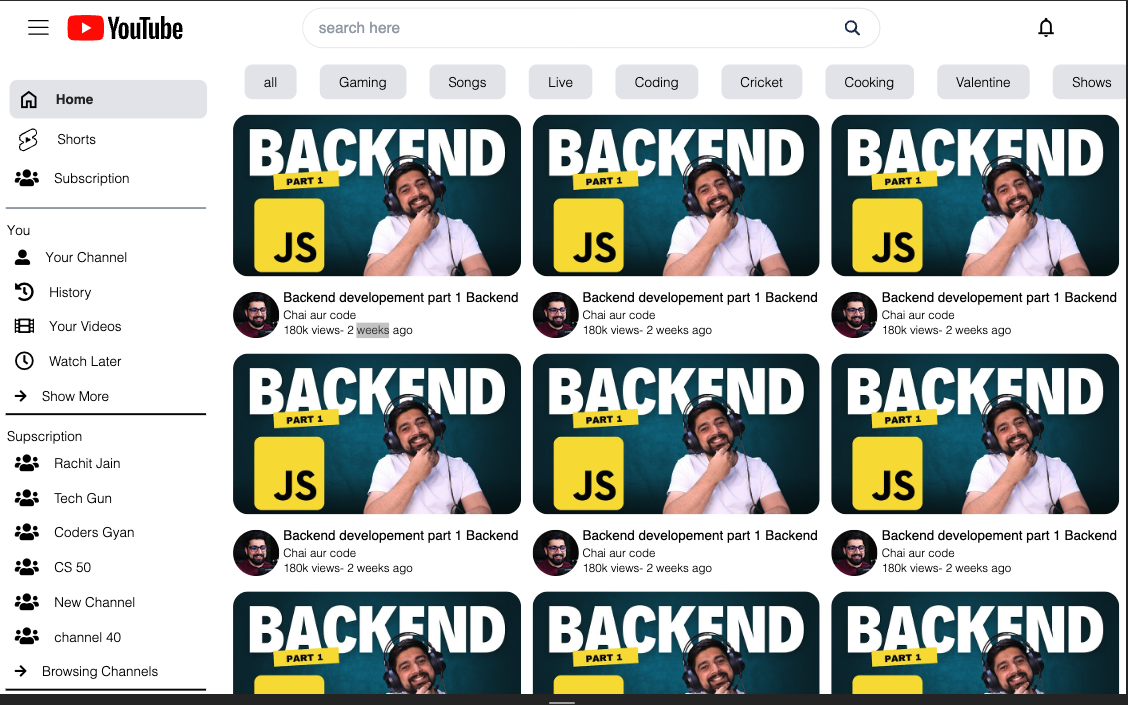 YouTube
search here
all Gaming Songs Live Coding Cricket Cooking Valentine Shows
Home
Shorts
Subscription
You
Your Channel
History
Your Videos
Watch Later
Show More
Supscription
Rachit Jain
Tech Gun
Coders Gyan
CS 50
New Channel
channel 40
Browsing Channels
BACKEND
PART 1
JS
BACKEND
PART 1
JS
BACKEND
PART 1
JS
Backend developement part 1 Backend
Chai aur code
180k views- 2 weeks ago
Backend developement part 1 Backend
Chai aur code
180k views- 2 weeks ago
Backend developement part 1 Backend
Chai aur code
180k views- 2 weeks ago
BACKEND
PART 1
JS
BACKEND
PART 1
JS
BACKEND
PART 1
JS
Backend developement part 1 Backend
Chai aur code
180k views- 2 weeks ago
Backend developement part 1 Backend
Chai aur code
180k views- 2 weeks ago
Backend developement part 1 Backend
Chai aur code
180k views- 2 weeks ago
BACKEND
PART 1
BACKEND
PART 1
BACKEND
PART 1